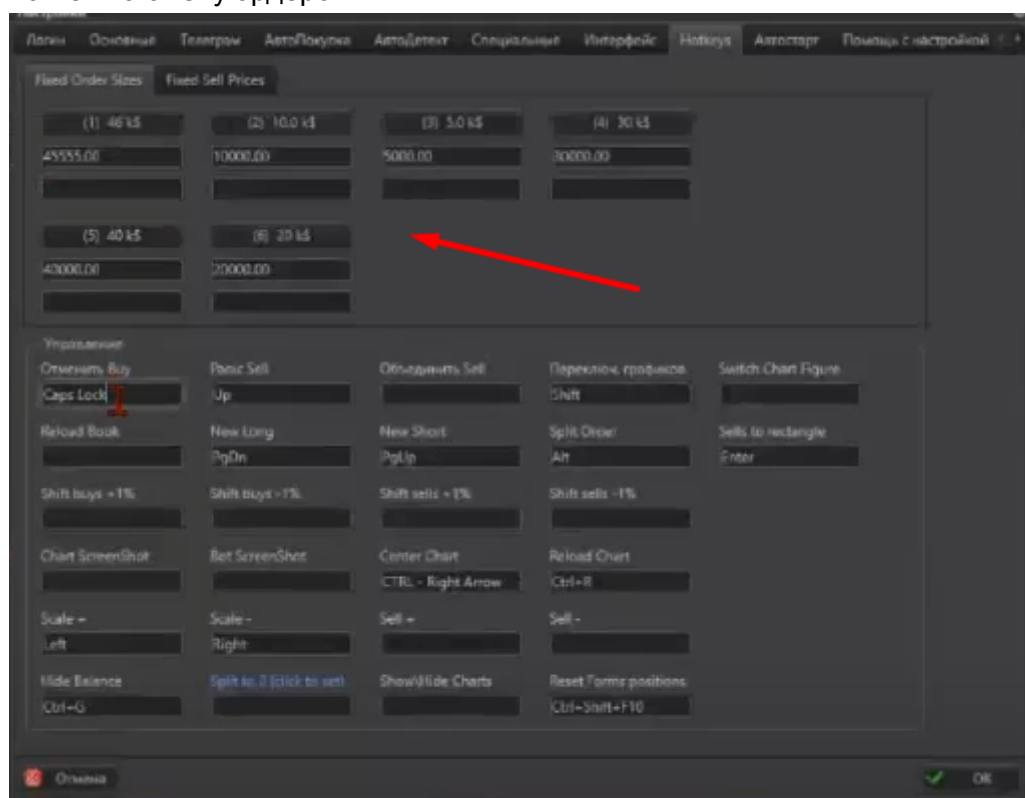 Логин Основные Телеграм АвтоПокупка АвтоДетект Специальные Интерфейс Hotkeys Автостарт Помощь с настройкой
Fixed Order Sizes Fixed Sell Prices
(1) 46 k$ (2) 10.0 k$ (3) 5.0 k$ (4) 30 k$
45555.00 10000.00 5000.00 30000.00
(5) 40 k$ (6) 20 k$
40000.00 20000.00
Управление
Отменить Buy Panic Sell Объединить Sell Переключ. графиков Switch Chart Figure
Caps Lock Up Shift
Reload Book New Long New Short Split Order Sells to rectangle
PgDn PgUp Alt Enter
Shift buys +1% Shift buys -1% Shift sells +1% Shift sells -1%
Chart ScreenShot Bet ScreenShot Center Chart Reload Chart
CTRL - Right Arrow Ctrl+R
Scale + Scale - Sell + Sell -
Left Right
Hide Balance Split to (click to set) Show\Hide Charts Reset Forms positions
Ctrl+G Ctrl+Shift+F10
Отмена OK